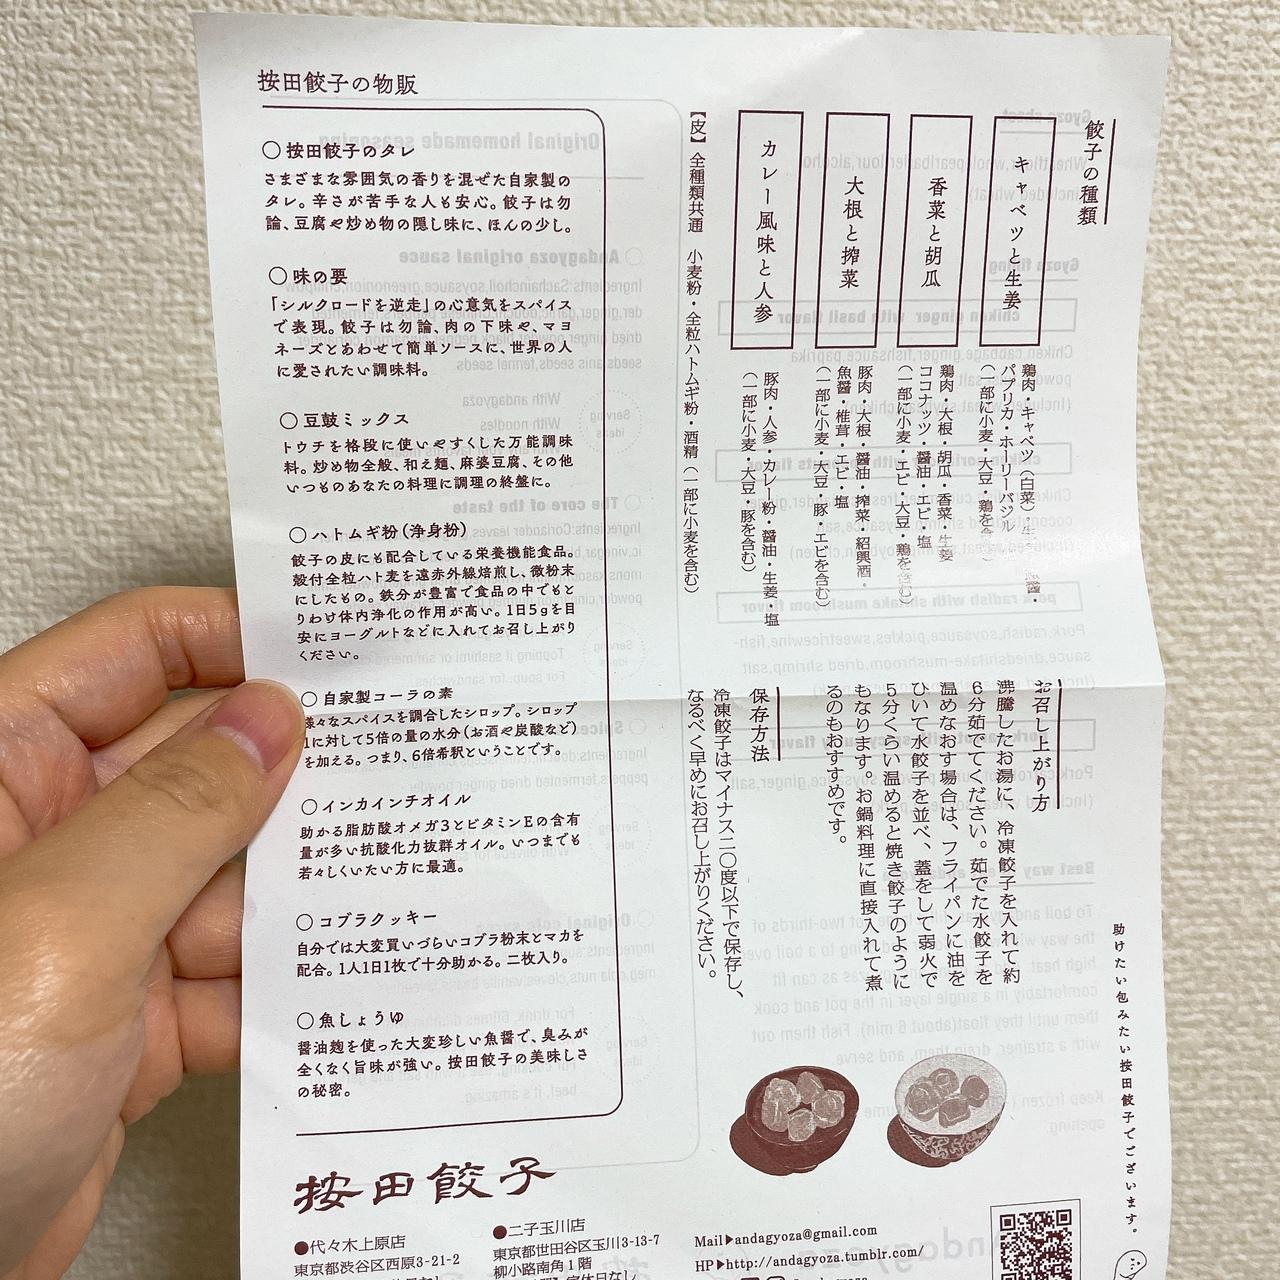 按田餃子の物販
○按田餃子のタレ
さまざまな雰囲気の香りを混ぜた自家製の
タレ。辛さが苦手な人も安心。餃子は勿
論、豆腐や炒め物の隠し味に、ほんの少し。
○味の要
「シルクロードを逆走」の心意気をスパイス
で表現。餃子は勿論、肉の下味や、マヨ
ネーズとあわせて簡単ソースに、世界の人
に愛されたい調味料。
○豆鼓ミックス
トウチを格段に使いやすくした万能調味
料。炒め物全般、和え麺、麻婆豆腐、その他
いつものあなたの料理に調理の終盤に。
○ハトムギ粉(浄身粉)
餃子の皮にも配合している栄養機能食品。
殻付全粒ハト麦を遠赤外線焙煎し、微粉末
にしたもの。鉄分が豊富で食品の中でもと
りわけ体内浄化の作用が高い。1日5gを目
安にヨーグルトなどに入れてお召し上がり
ください。
○自家製コーラの素
様々なスパイスを調合したシロップ。シロップ
1に対して5倍の量の水分(お酒や炭酸など)
を加える。つまり、6倍希釈ということです。
○インカインチオイル
助かる脂肪酸オメガ3とビタミンEの含有
量が多い抗酸化力抜群オイル。いつまでも
若々しくいたい方に最適。
○コブラクッキー
自分では大変買いづらいコブラ粉末とマカを
配合。1人1日1枚で十分助かる。二枚入り。
○魚しょうゆ
醤油麹を使った大変珍しい魚醤で、臭みが
全くなく旨味が強い。按田餃子の美味しさ
の秘密。
餃子の種類
キャベツと生姜
鶏肉・キャベツ(白菜)・生
パプリカ・ホーリーバジル
(一部に小麦・大豆・鶏を含む)
香菜と胡瓜
鶏肉・大根・胡瓜・香菜・生姜
ココナッツ・醤油・エビ・塩
(一部に小麦・エビ・大豆・鶏を含む)
大根と搾菜
豚肉・大根・醤油・搾菜・紹興酒・
魚醤・椎茸・エビ・塩
(一部に小麦・大豆・豚・エビを含む)
カレー風味と人参
豚肉・人参・カレー粉・醤油・生姜・塩
(一部に小麦・大豆・豚を含む)
【皮】全種類共通 小麦粉・全粒ハトムギ粉・酒精(一部に小麦を含む)
お召し上がり方
沸騰したお湯に、冷凍餃子を入れて約
6分茹でてください。茹でた水餃子を
温めなおす場合は、フライパンに油を
ひいて水餃子を並べ、蓋をして弱火で
5分くらい温めると焼き餃子のように
もなります。お鍋料理に直接入れて煮
るのもおすすめです。
保存方法
冷凍餃子はマイナス二〇度以下で保存し、
なるべく早めにお召し上がりください。
助けたい包みたい按田餃子でございます。
按田餃子
●代々木上原店
東京都渋谷区西原3-21-2
●二子玉川店
東京都世田谷区玉川3-13-7
柳小路南角1階
Mail▶andagyoza@gmail.com
HP▶http://andagyoza.tumblr.com/